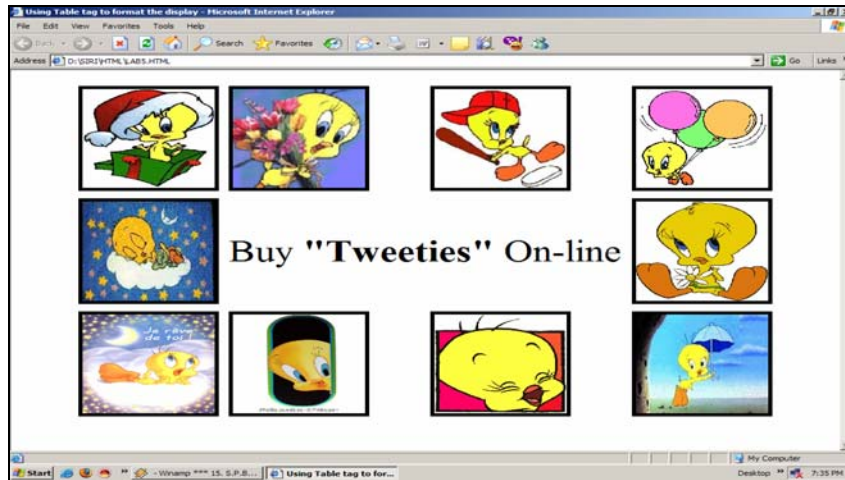 Using Table tag to format the display - Microsoft Internet Explorer
File Edit View Favorites Tools Help
Back Search Favorites
Address D:\SIRI\HTML\LAB5.HTML Go Links
Buy "Tweeties" On-line
Je rêve
de toi !
My Computer
Start - Winamp *** 15. S.P.B... Using Table tag to for... Desktop 7:35 PM